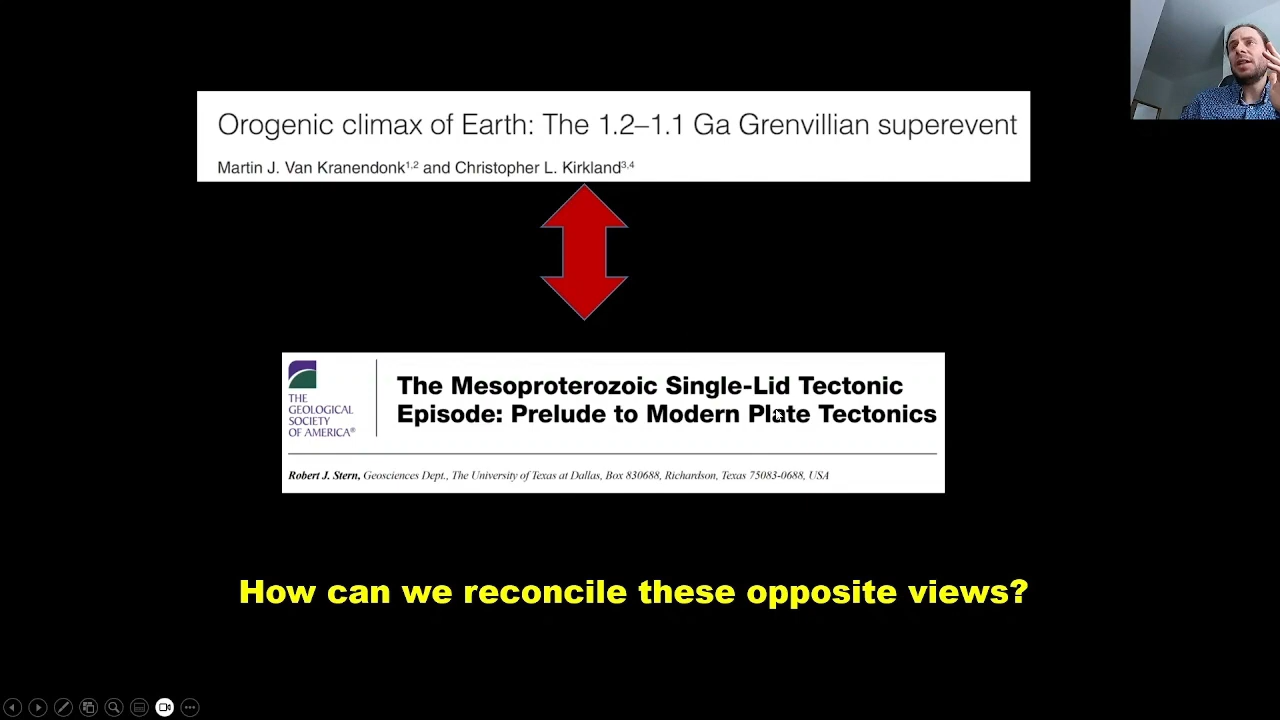 Orogenic climax of Earth: The 1.2–1.1 Ga Grenvillian superevent
Martin J. Van Kranendonk1,2 and Christopher L. Kirkland3,4
THE
GEOLOGICAL
SOCIETY
OF AMERICA®
The Mesoproterozoic Single-Lid Tectonic
Episode: Prelude to Modern Plate Tectonics
Robert J. Stern, Geosciences Dept., The University of Texas at Dallas, Box 830688, Richardson, Texas 75083-0688, USA
How can we reconcile these opposite views?